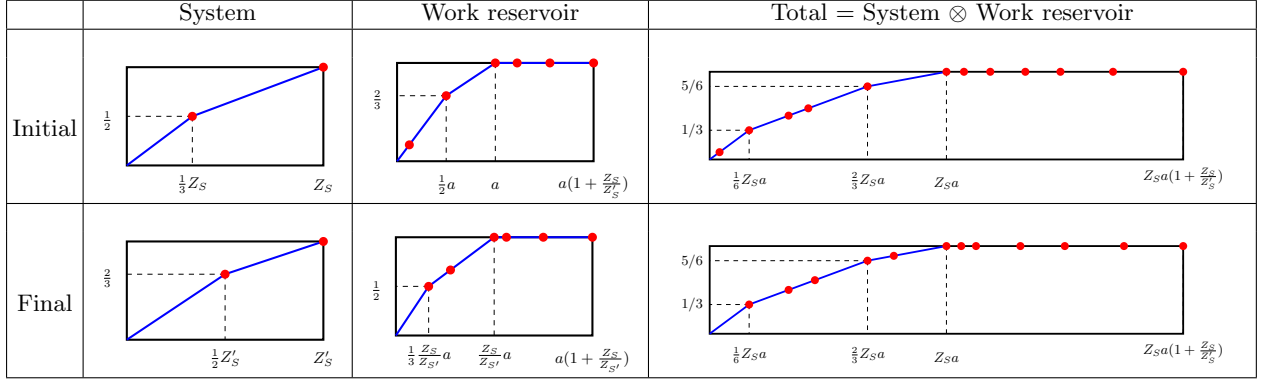 System Work reservoir Total = System ⊗ Work reservoir
Initial
1/2
1/3 Z_S Z_S
2/3
1/2 a a a(1 + Z_S/Z'_S)
5/6
1/3
1/6 Z_S a 2/3 Z_S a Z_S a Z_S a(1 + Z_S/Z'_S)
Final
2/3
1/2 Z'_S Z'_S
1/2
1/3 Z_S/Z_S' a Z_S/Z_S' a a(1 + Z_S/Z_S')
5/6
1/3
1/6 Z_S a 2/3 Z_S a Z_S a Z_S a(1 + Z_S/Z'_S)